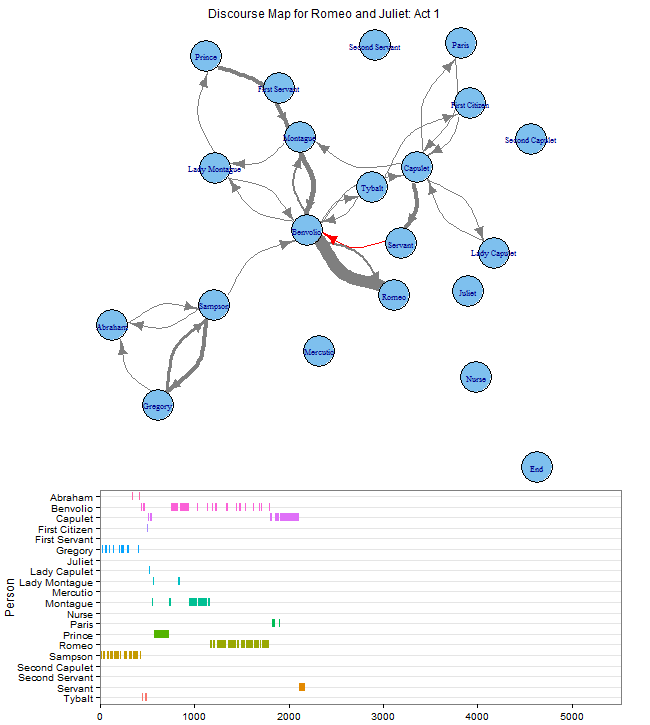 Discourse Map for Romeo and Juliet: Act 1
Paris
Second Servant
Prince
First Servant
First Citizen
Montague
Second Capulet
Lady Montague
Capulet
Tybalt
Benvolio
Servant
Lady Capulet
Romeo
Juliet
Sampson
Abraham
Mercutio
Nurse
Gregory
End
Person
Abraham
Benvolio
Capulet
First Citizen
First Servant
Gregory
Juliet
Lady Capulet
Lady Montague
Mercutio
Montague
Nurse
Paris
Prince
Romeo
Sampson
Second Capulet
Second Servant
Servant
Tybalt
0 1000 2000 3000 4000 5000